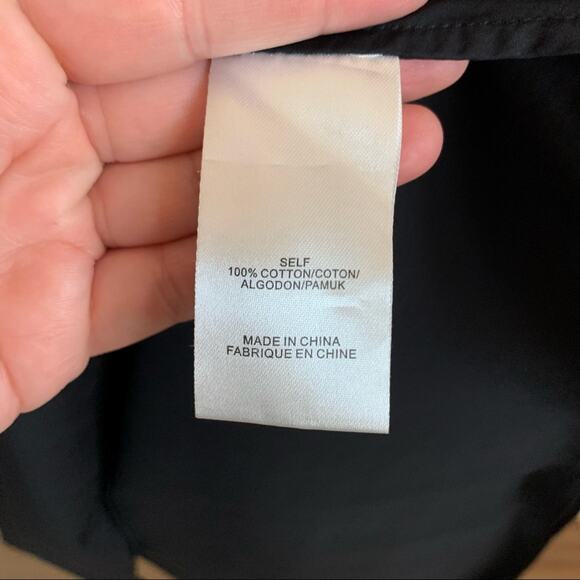 SELF
100% COTTON/COTON/
ALGODON/PAMUK
MADE IN CHINA
FABRIQUE EN CHINE